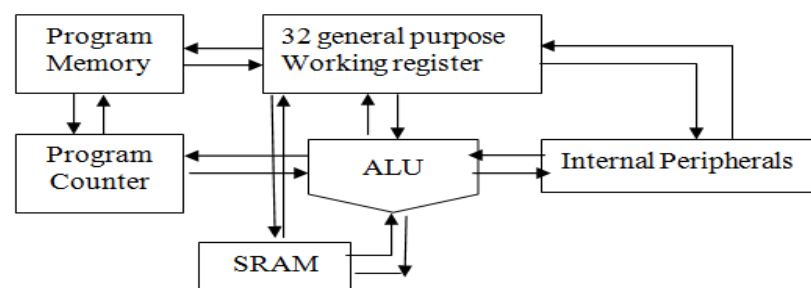 Program
Memory
32 general purpose
Working register
Program
Counter
ALU
Internal Peripherals
SRAM